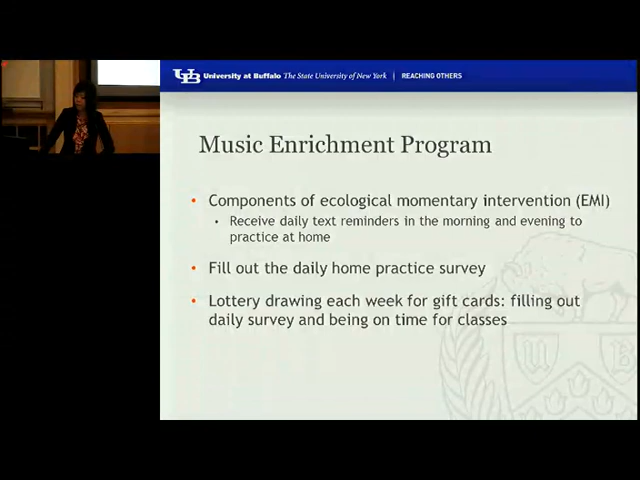 UB University at Buffalo The State University of New York | REACHING OTHERS
Music Enrichment Program
• Components of ecological momentary intervention (EMI)
• Receive daily text reminders in the morning and evening to
practice at home
• Fill out the daily home practice survey
• Lottery drawing each week for gift cards: filling out
daily survey and being on time for classes
U B